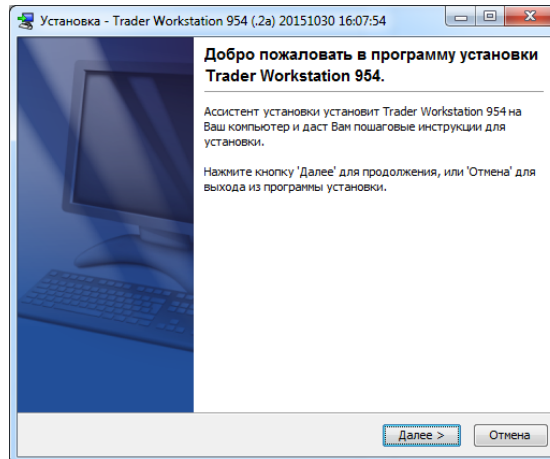 Установка - Trader Workstation 954 (.2a) 20151030 16:07:54
Добро пожаловать в программу установки
Trader Workstation 954.
Ассистент установки установит Trader Workstation 954 на
Ваш компьютер и даст Вам пошаговые инструкции для
установки.
Нажмите кнопку 'Далее' для продолжения, или 'Отмена' для
выхода из программы установки.
Далее >
Отмена